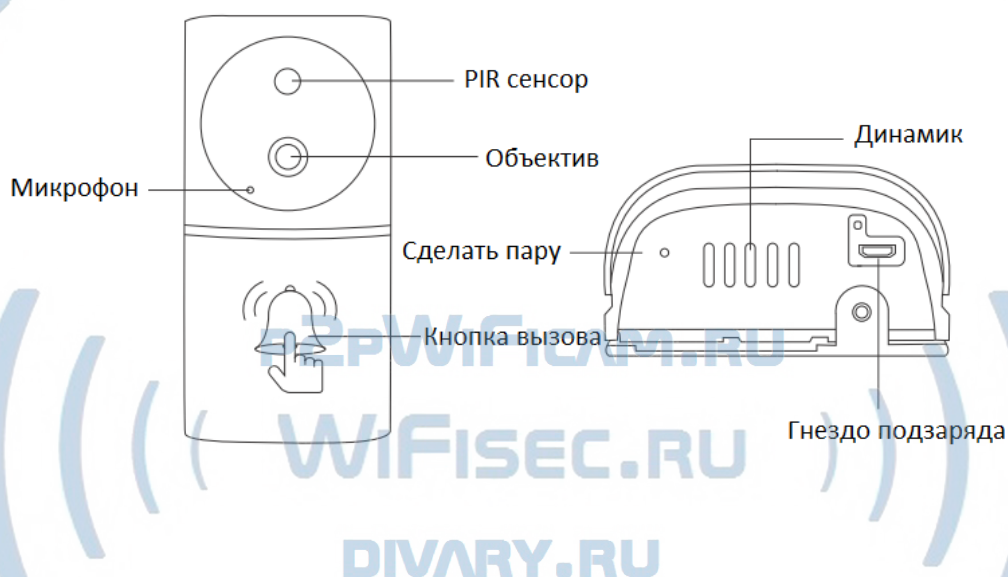 PIR сенсор
Динамик
Объектив
Микрофон
Сделать пару
Кнопка вызова
P2PWIFICAM.RU
Гнездо подзаряда
WIFISEC.RU
DIVARY.RU